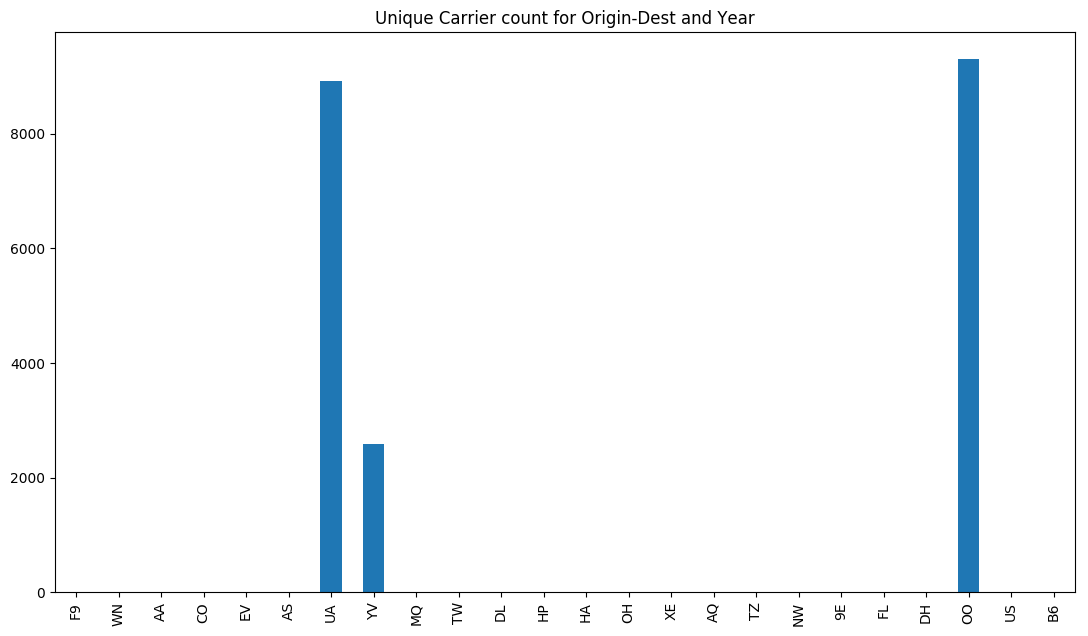 Unique Carrier count for Origin-Dest and Year
8000
6000
4000
2000
0
F9
WN
AA
CO
EV
AS
UA
YV
MQ
TW
DL
HP
HA
OH
XE
AQ
TZ
NW
9E
FL
DH
OO
US
B6